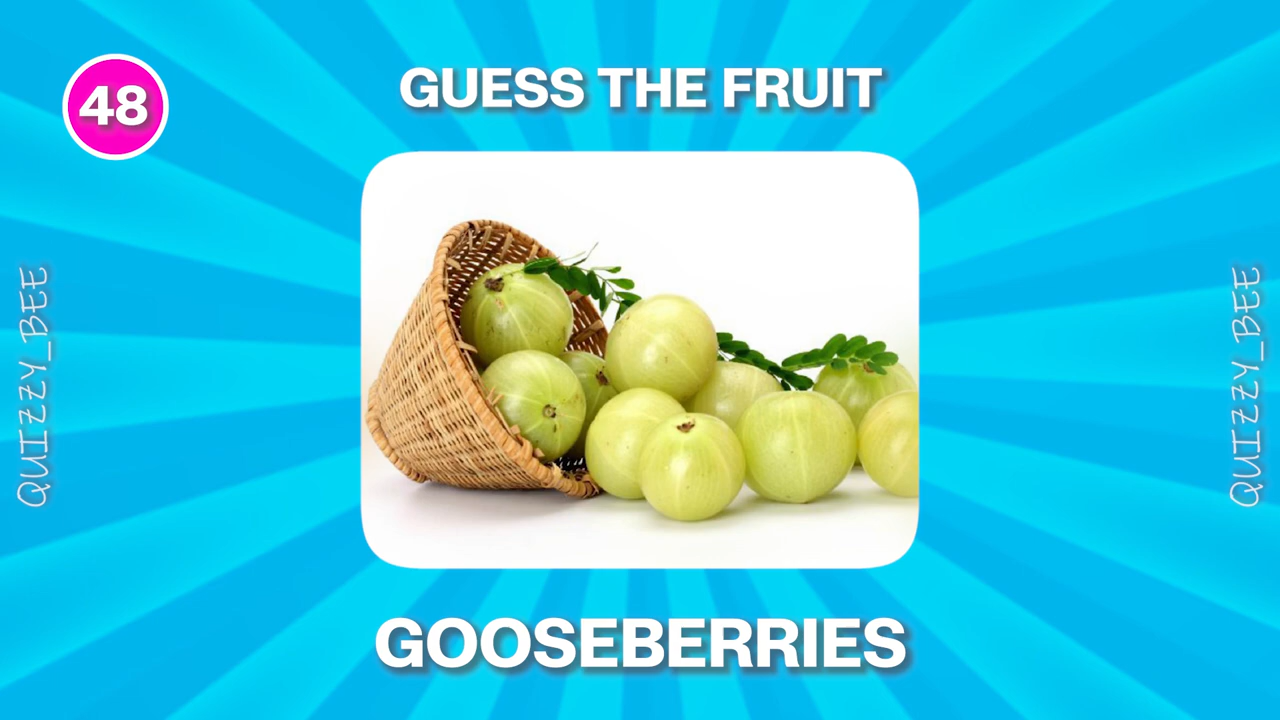 48
GUESS THE FRUIT
QUIZZY_BEE
QUIZZY_BEE
GOOSEBERRIES